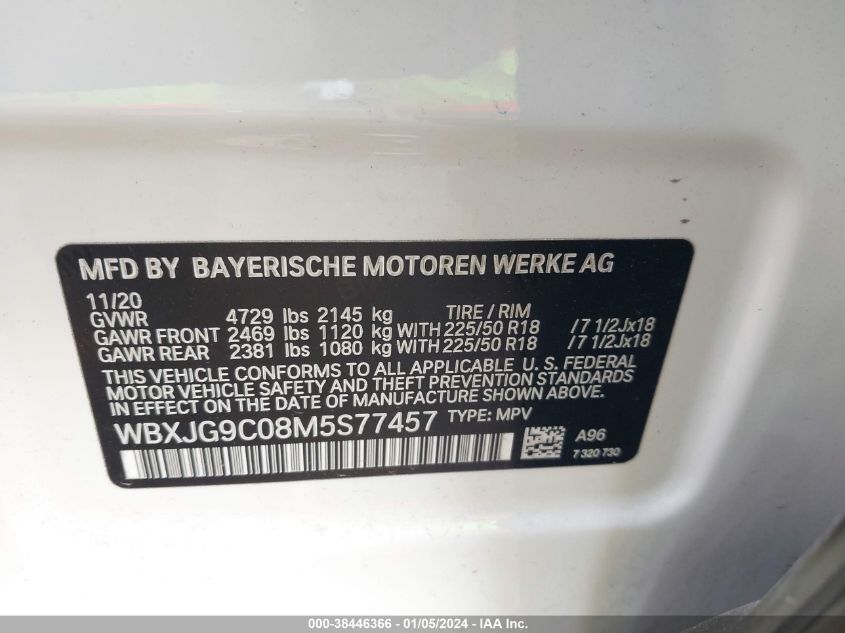 MFD BY BAYERISCHE MOTOREN WERKE AG
11/20
GVWR 4729 lbs 2145 kg TIRE / RIM
GAWR FRONT 2469 lbs 1120 kg WITH 225/50 R18 /7 1/2Jx18
GAWR REAR 2381 lbs 1080 kg WITH 225/50 R18 /7 1/2Jx18
THIS VEHICLE CONFORMS TO ALL APPLICABLE U. S. FEDERAL
MOTOR VEHICLE SAFETY AND THEFT PREVENTION STANDARDS
IN EFFECT ON THE DATE OF MANUFACTURE SHOWN ABOVE.
WBXJG9C08M5S77457 TYPE: MPV
A96
7 320 730
000-38446366 - 01/05/2024 - IAA Inc.